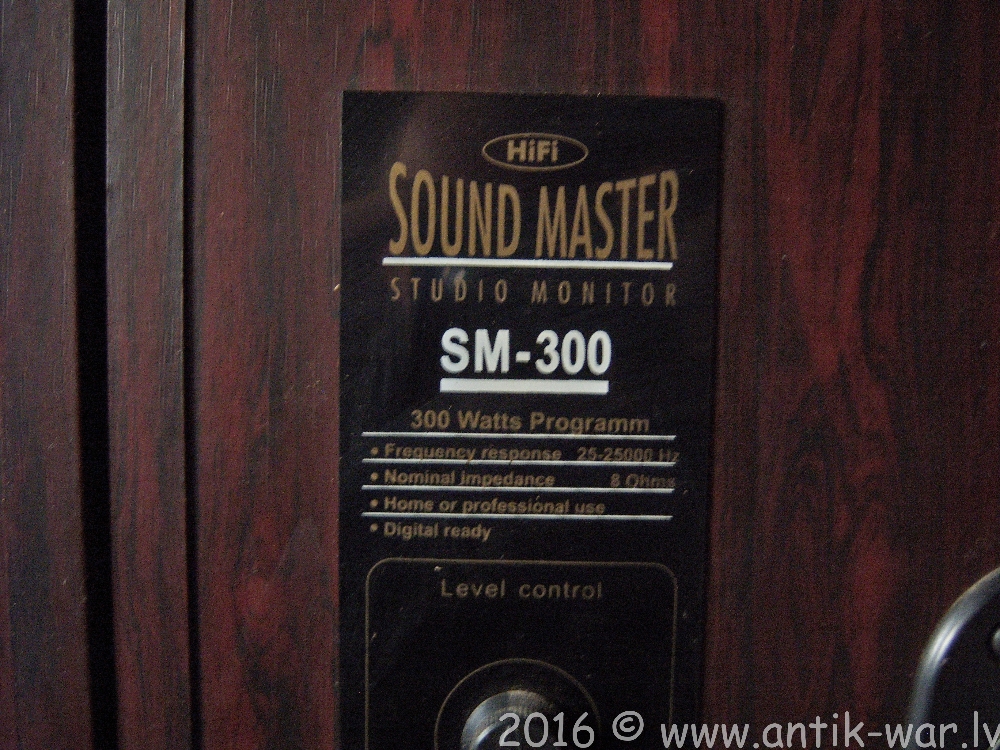 HiFi
SOUND MASTER
STUDIO MONITOR
SM-300
300 Watts Programm
• Frequency response 25-25000 Hz
• Nominal impedance 8 Ohms
• Home or professional use
• Digital ready
Level control
2016 © www.antik-war.lv